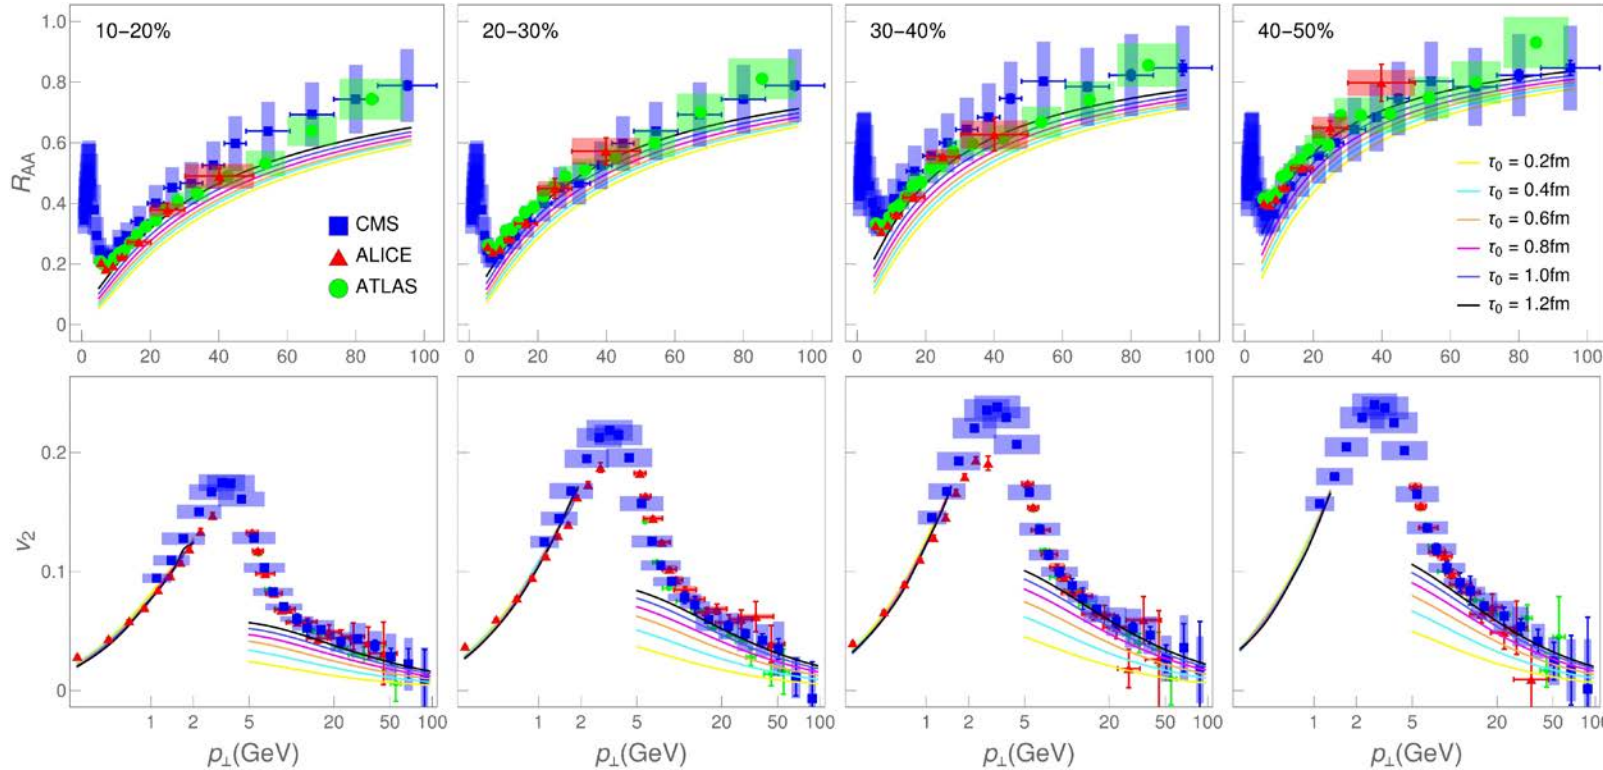 10−20%
20−30%
30−40%
40−50%
1.0
0.8
0.6
0.4
0.2
0
R_AA
CMS
ALICE
ATLAS
τ₀ = 0.2fm
τ₀ = 0.4fm
τ₀ = 0.6fm
τ₀ = 0.8fm
τ₀ = 1.0fm
τ₀ = 1.2fm
0 20 40 60 80 100
0 20 40 60 80 100
0 20 40 60 80 100
0 20 40 60 80 100
0.2
0.1
0
v₂
1 2 5 20 50 100
1 2 5 20 50 100
1 2 5 20 50 100
1 2 5 20 50 100
p⊥(GeV)
p⊥(GeV)
p⊥(GeV)
p⊥(GeV)